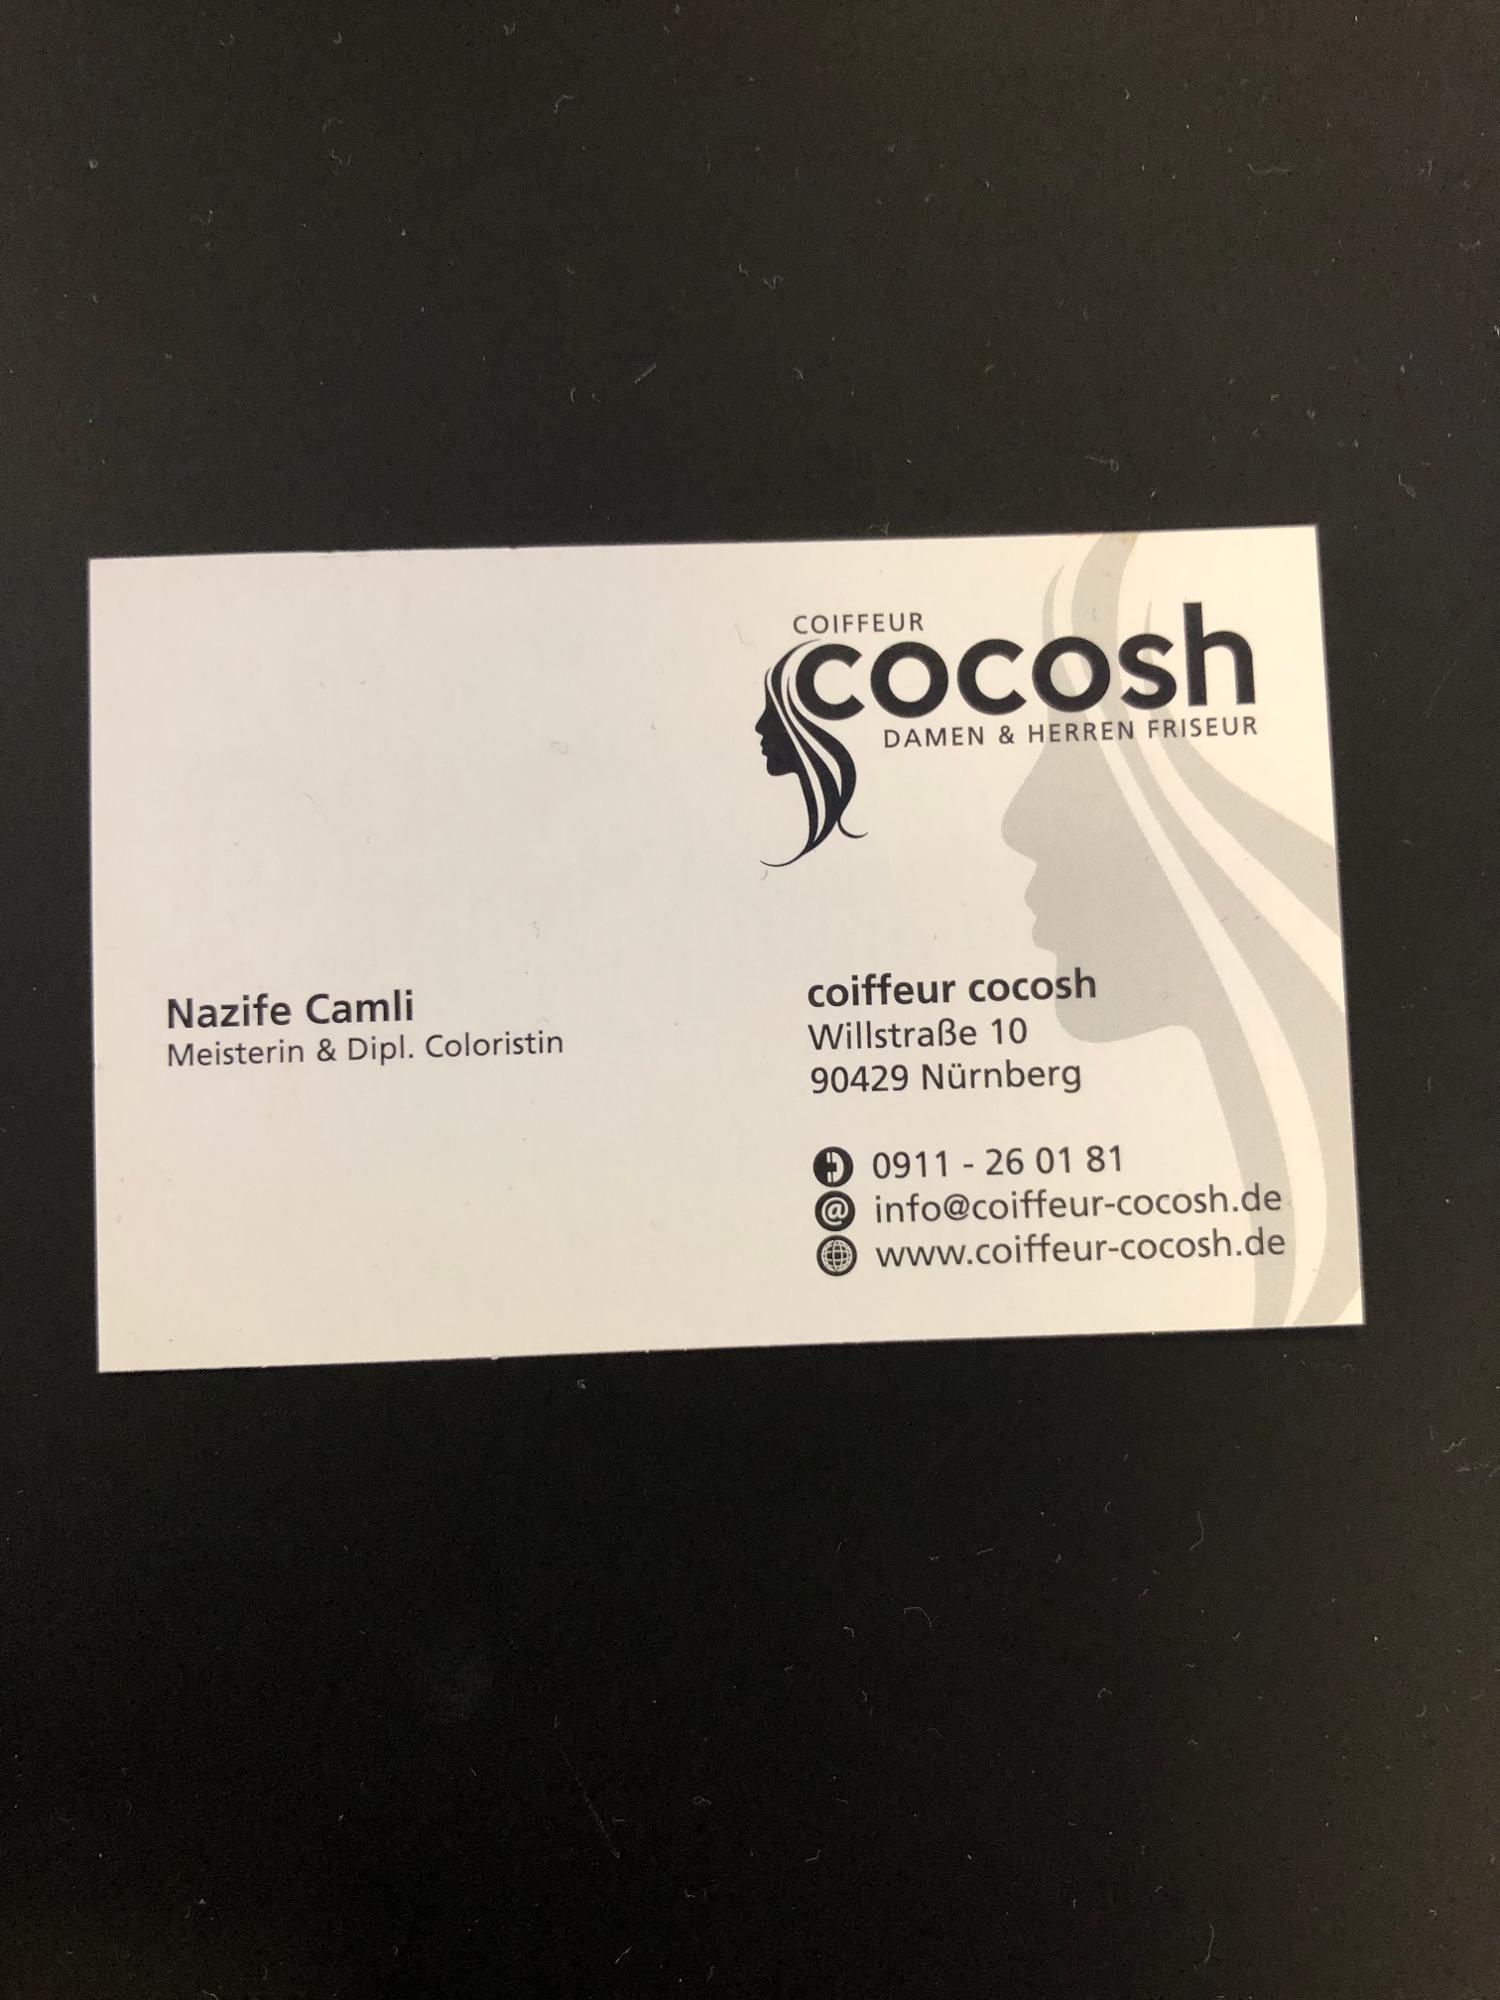 COIFFEUR
cocosh
DAMEN & HERREN FRISEUR
Nazife Camli
Meisterin & Dipl. Coloristin
coiffeur cocosh
Willstraße 10
90429 Nürnberg
0911 - 26 01 81
info@coiffeur-cocosh.de
www.coiffeur-cocosh.de